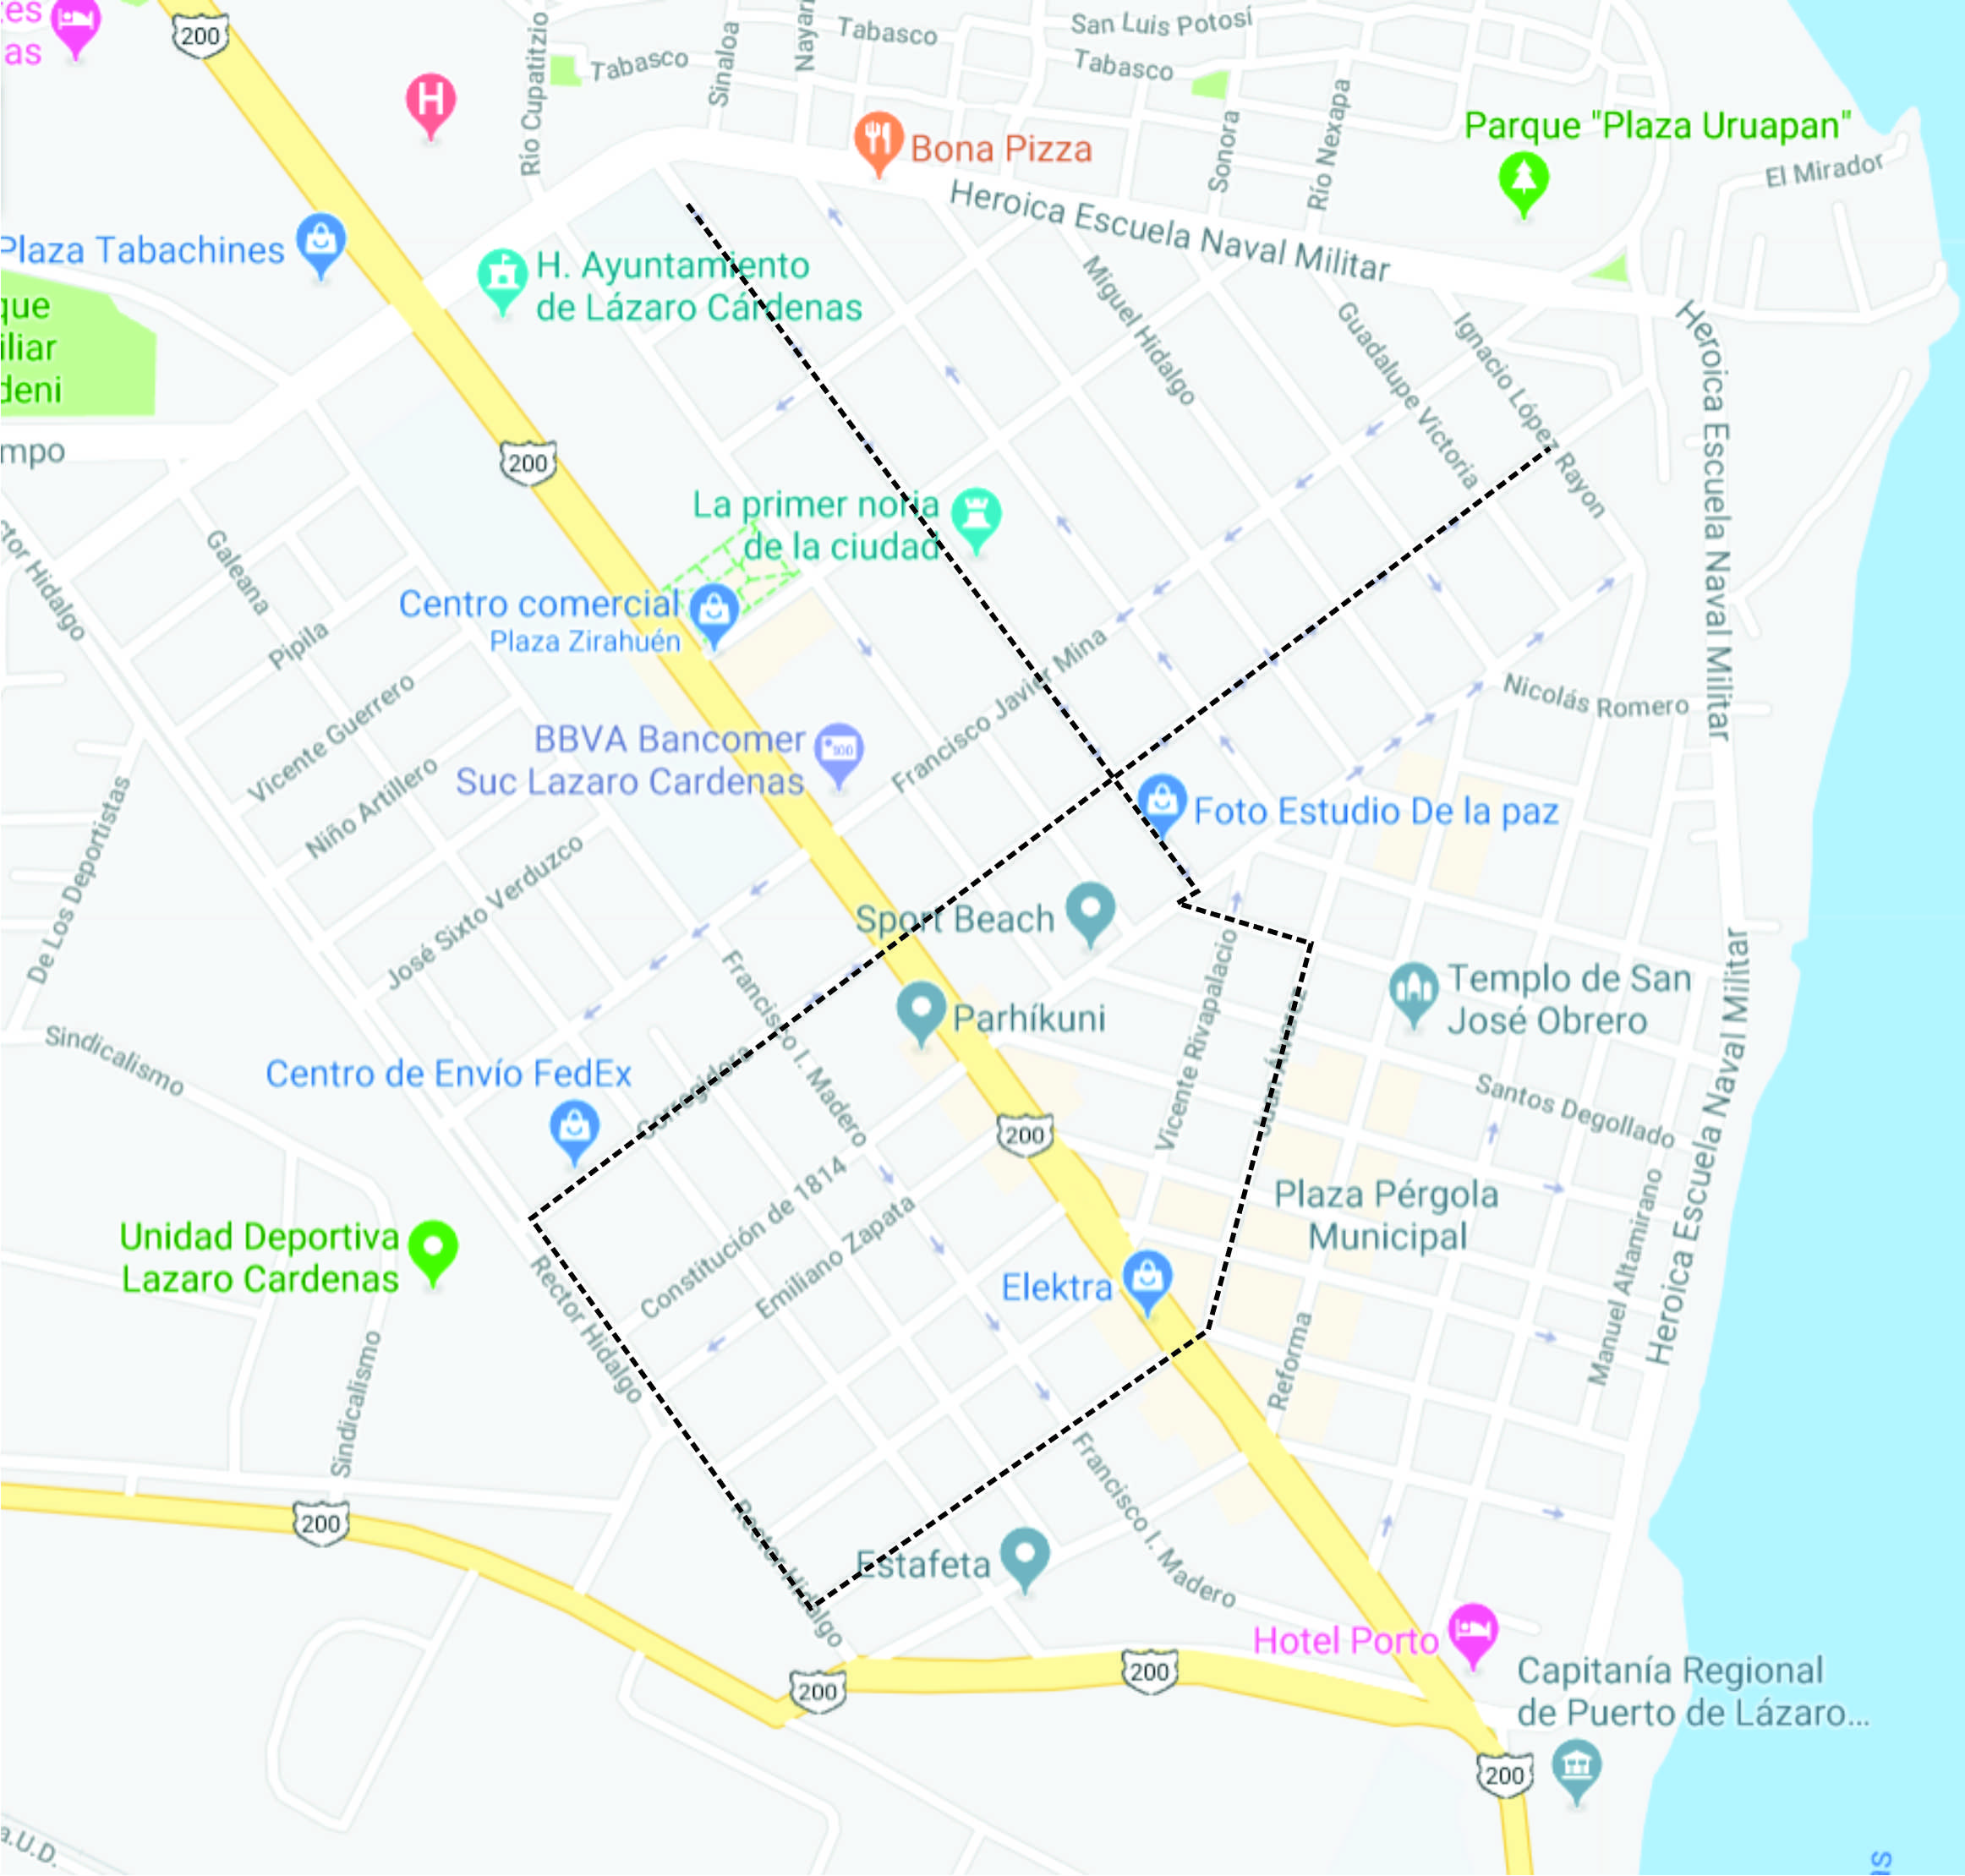 es
as
200
Río Cupatitzio
Tabasco
Sinaloa
Nayari
Tabasco
San Luis Potosí
Tabasco
Sonora
Río Nexapa
Parque "Plaza Uruapan"
El Mirador
H
Bona Pizza
Heroica Escuela Naval Militar
Plaza Tabachines
H. Ayuntamiento
de Lázaro Cárdenas
que
iliar
deni
mpo
200
Miguel Hidalgo
Guadalupe Victoria
Ignacio López Rayon
Heroica Escuela Naval Militar
La primer noria
de la ciudad
ctor Hidalgo
Galeana
Pipila
Centro comercial
Plaza Zirahuén
Vicente Guerrero
Francisco Javier Mina
Nicolás Romero
BBVA Bancomer
Suc Lazaro Cardenas
Niño Artillero
Foto Estudio De la paz
De Los Deportistas
José Sixto Verduzco
Sport Beach
Francisco I. Madero
Vicente Rivapalacio
Juan Álvarez
Templo de San
José Obrero
Heroica Escuela Naval Militar
Parhíkuni
Sindicalismo
Centro de Envío FedEx
Corregidora
200
Santos Degollado
Constitución de 1814
Emiliano Zapata
Plaza Pérgola
Municipal
Manuel Altamirano
Unidad Deportiva
Lazaro Cardenas
Rector Hidalgo
Elektra
Reforma
Sindicalismo
200
Rector Hidalgo
Francisco I. Madero
Estafeta
Hotel Porto
200
200
Capitanía Regional
de Puerto de Lázaro...
200
a.U.D.
as